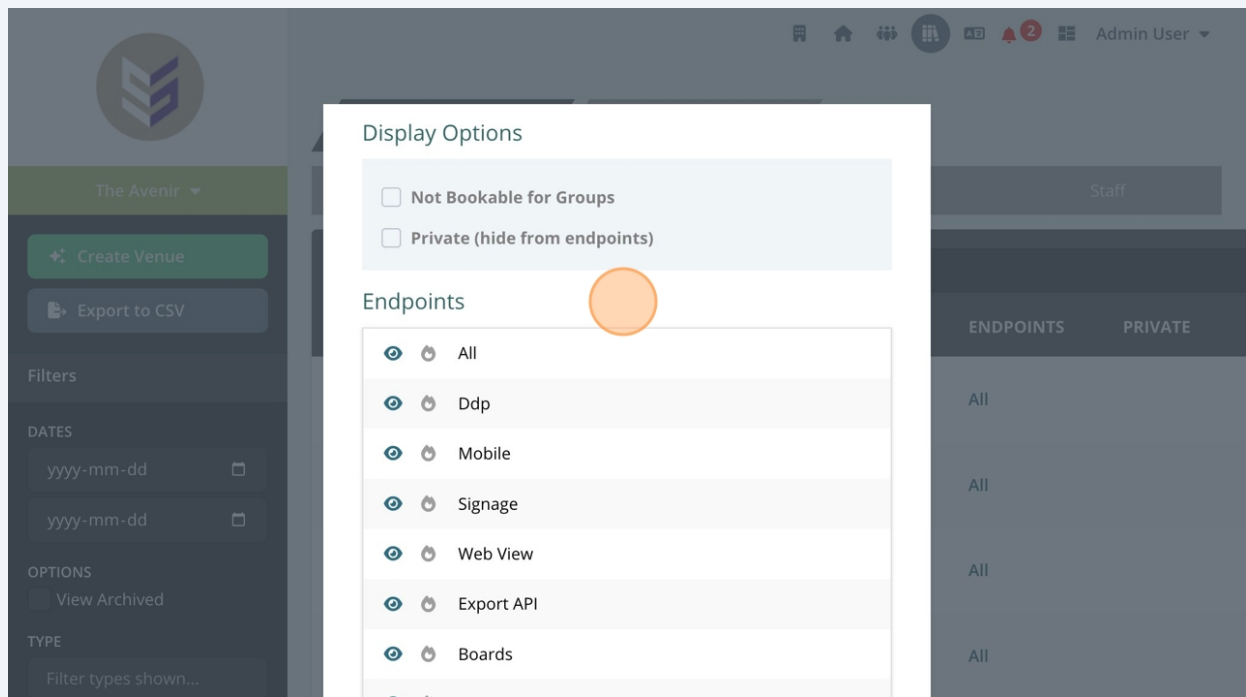 2
Admin User
The Avenir
Create Venue
Export to CSV
Filters
DATES
yyyy-mm-dd
yyyy-mm-dd
OPTIONS
View Archived
TYPE
Filter types shown...
Display Options
Not Bookable for Groups
Private (hide from endpoints)
Endpoints
All
Ddp
Mobile
Signage
Web View
Export API
Boards
Staff
ENDPOINTS PRIVATE
All
All
All
All